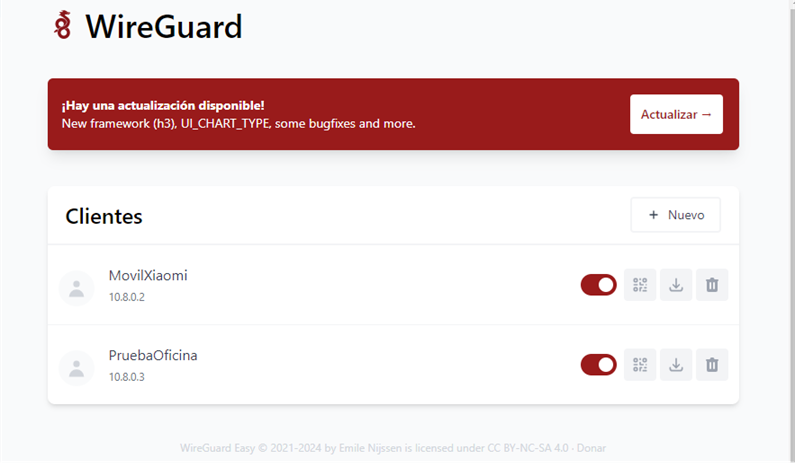 WireGuard
¡Hay una actualización disponible!
New framework (h3), UI_CHART_TYPE, some bugfixes and more.
Actualizar →
Clientes
+ Nuevo
MovilXiaomi
10.8.0.2
PruebaOficina
10.8.0.3
WireGuard Easy © 2021-2024 by Emile Nijssen is licensed under CC BY-NC-SA 4.0 · Donar